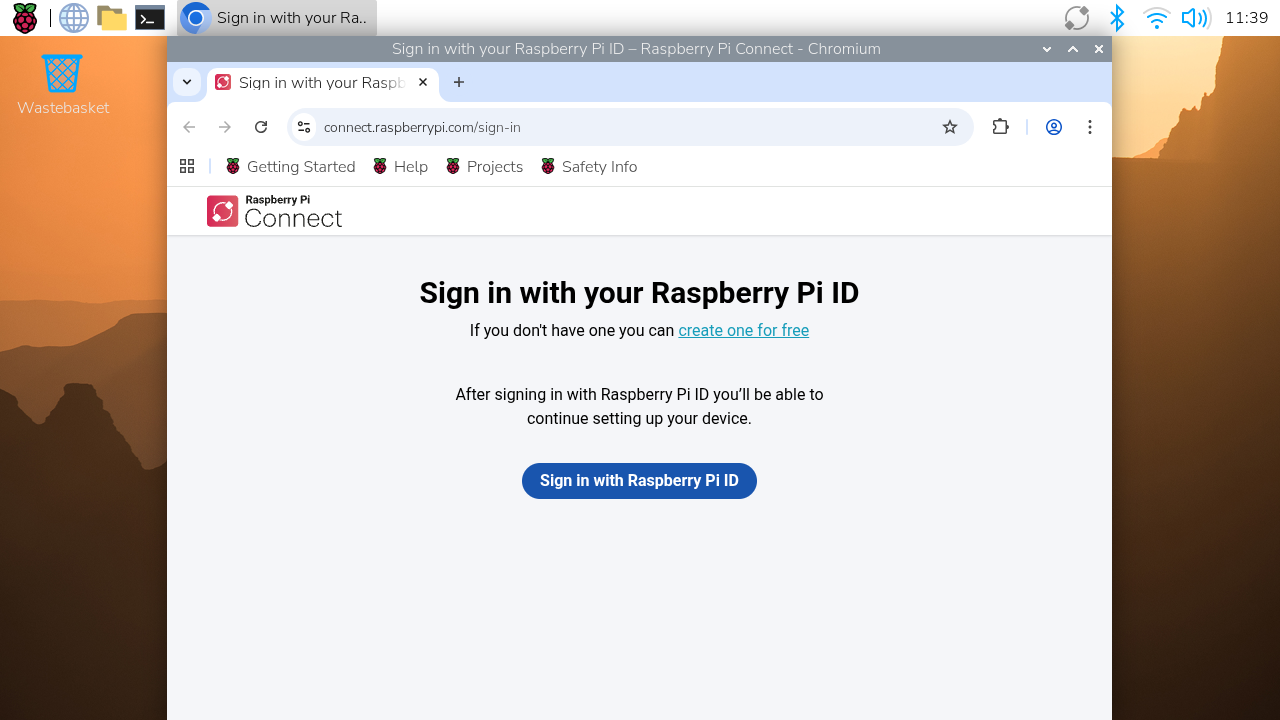 Sign in with your Ra..
11:39
Wastebasket
Sign in with your Raspberry Pi ID – Raspberry Pi Connect - Chromium
Sign in with your Raspb
connect.raspberrypi.com/sign-in
Getting Started Help Projects Safety Info
Raspberry Pi
Connect
Sign in with your Raspberry Pi ID
If you don't have one you can create one for free
After signing in with Raspberry Pi ID you’ll be able to
continue setting up your device.
Sign in with Raspberry Pi ID